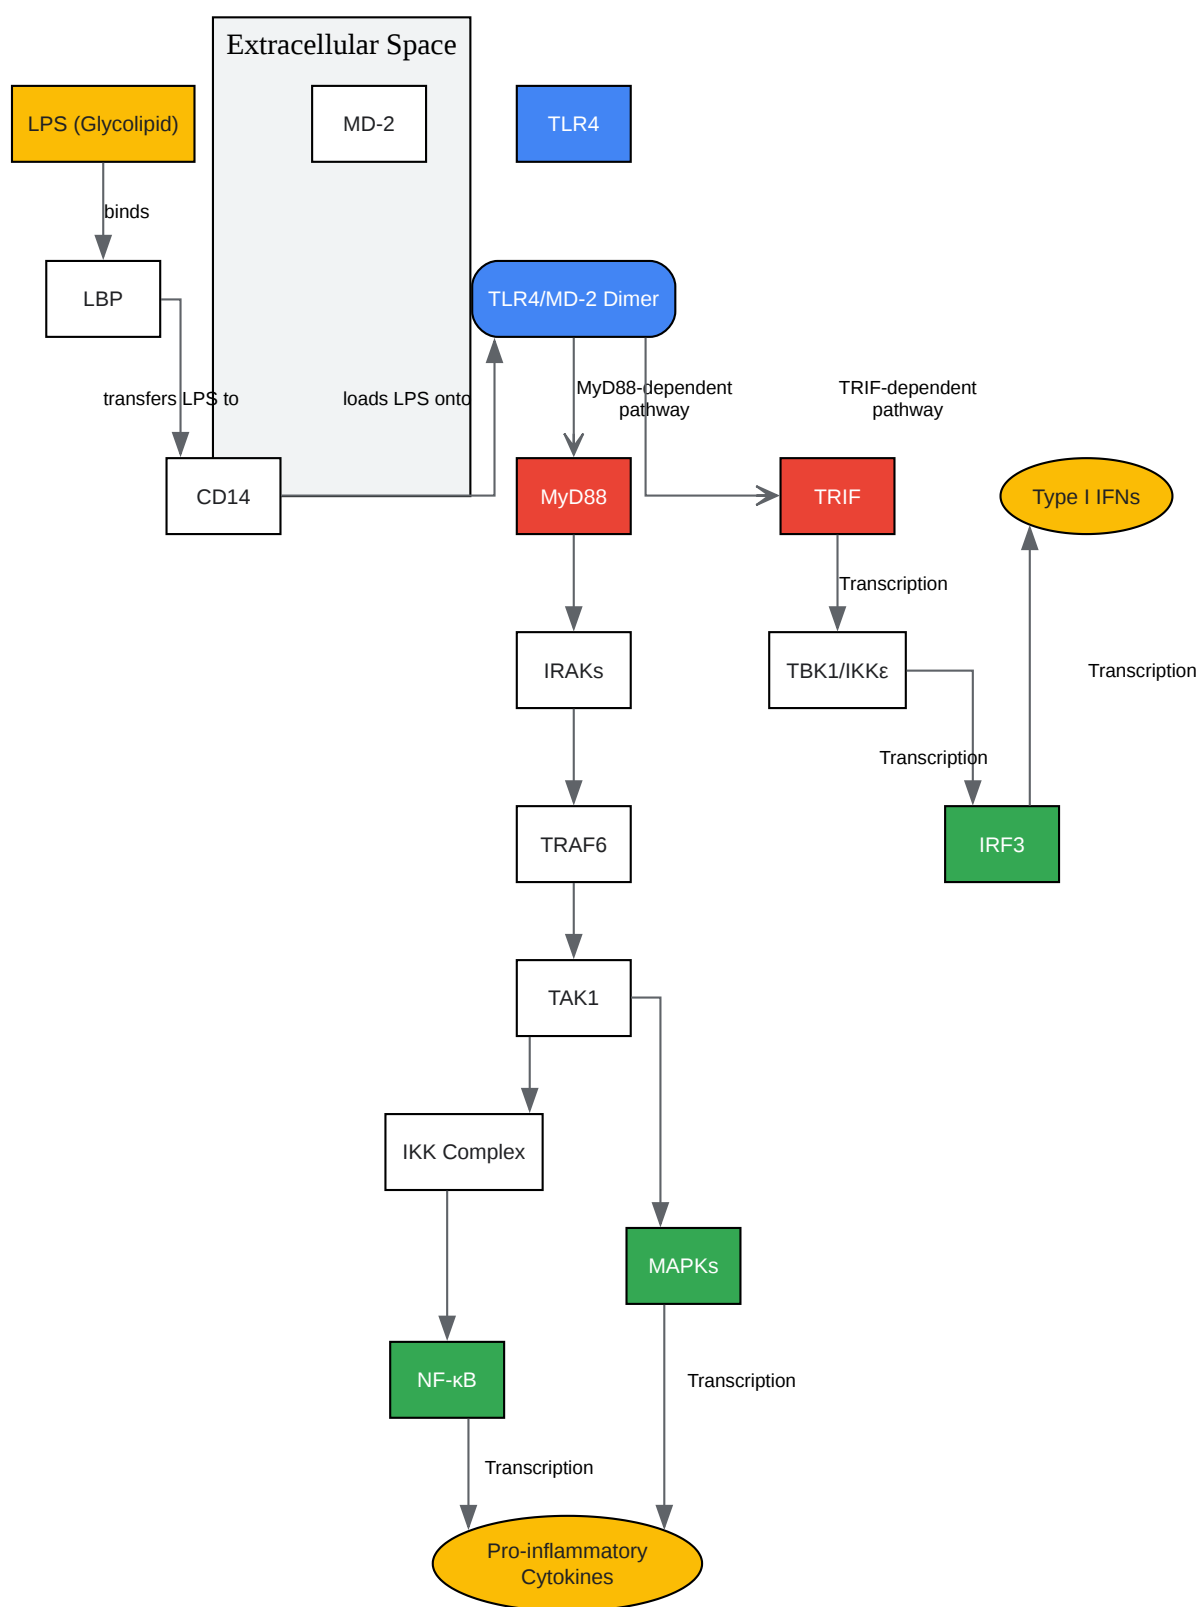 Extracellular Space
LPS (Glycolipid)
MD-2
TLR4
binds
LBP
TLR4/MD-2 Dimer
transfers LPS to
loads LPS onto
MyD88-dependent
pathway
TRIF-dependent
pathway
CD14
MyD88
TRIF
Type I IFNs
Transcription
IRAKs
TBK1/IKKε
Transcription
Transcription
TRAF6
IRF3
TAK1
IKK Complex
MAPKs
NF-κB
Transcription
Transcription
Pro-inflammatory
Cytokines